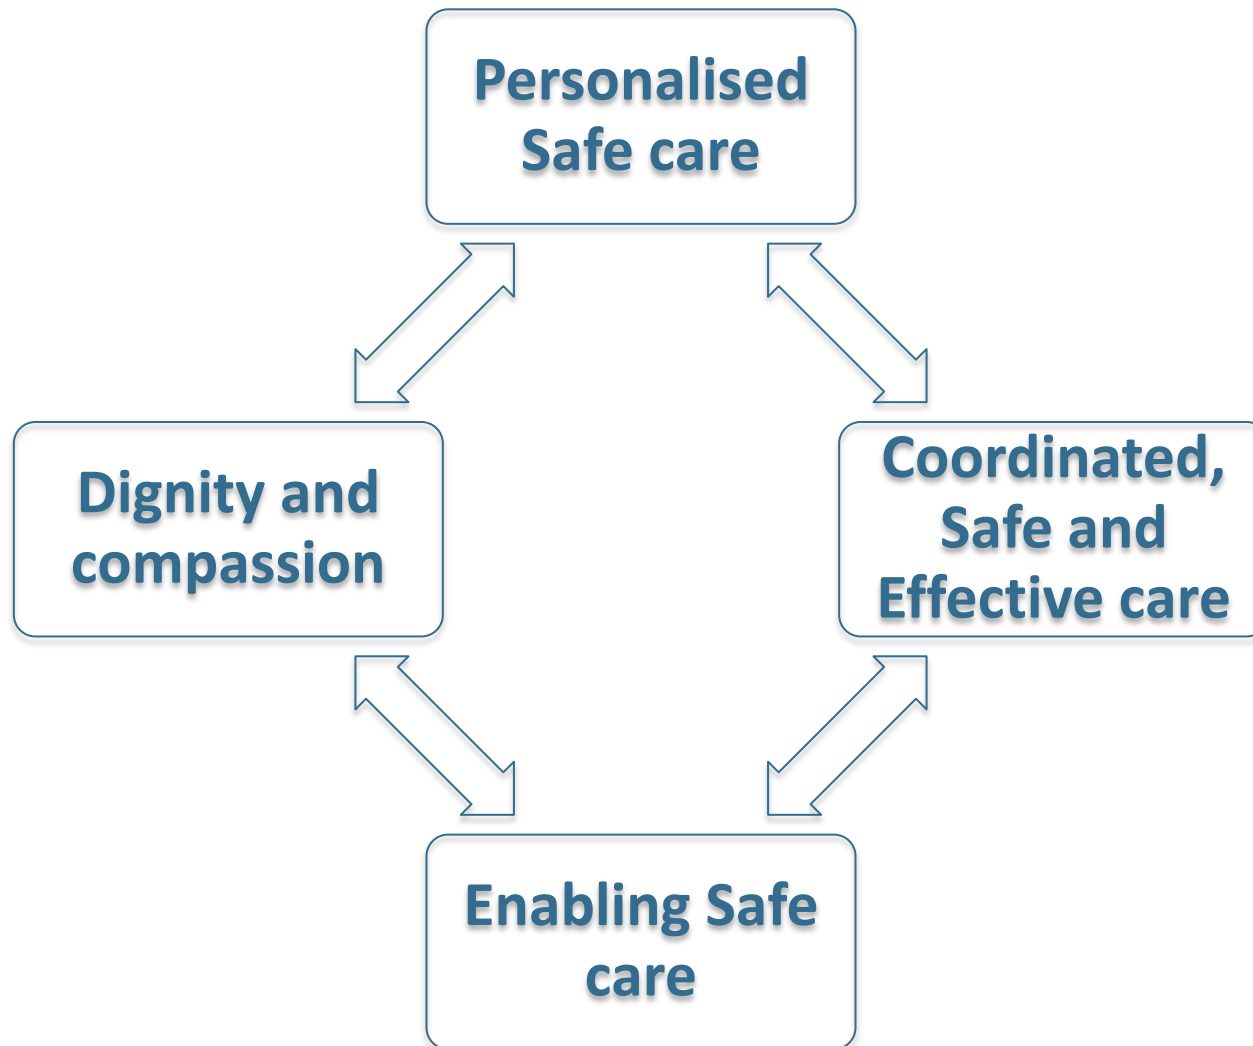 Personalised
Safe care
Dignity and
compassion
Coordinated,
Safe and
Effective care
Enabling Safe
care